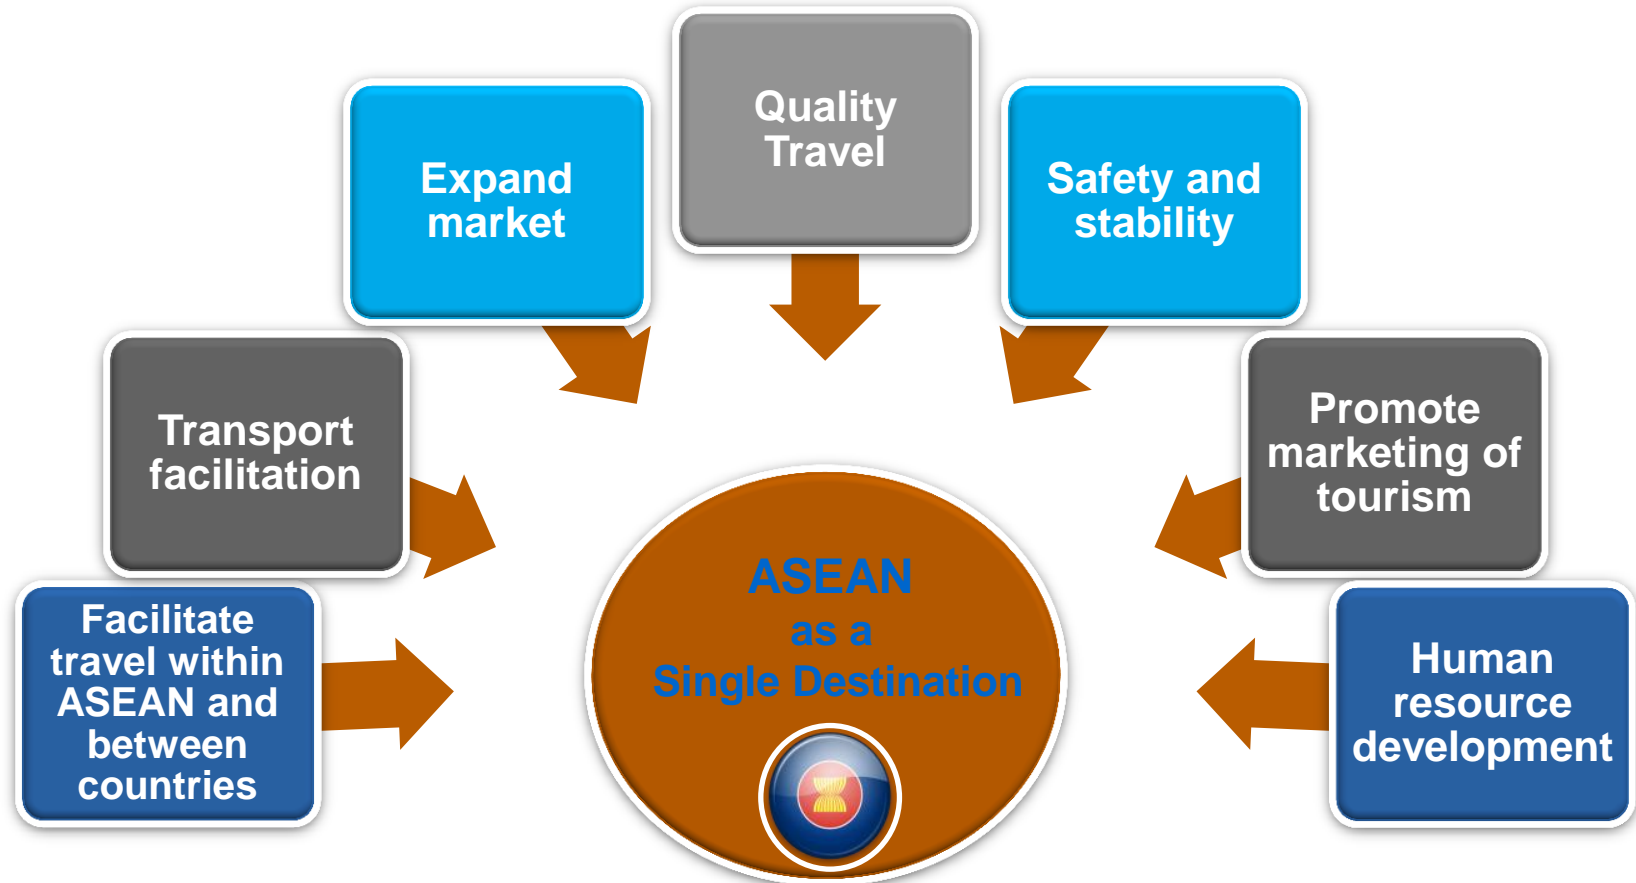 Quality
Travel
Expand
market
Safety and
stability
Transport
facilitation
Promote
marketing of
tourism
Facilitate
travel within
ASEAN and
between
countries
Human
resource
development
ASEAN
as a
Single Destination